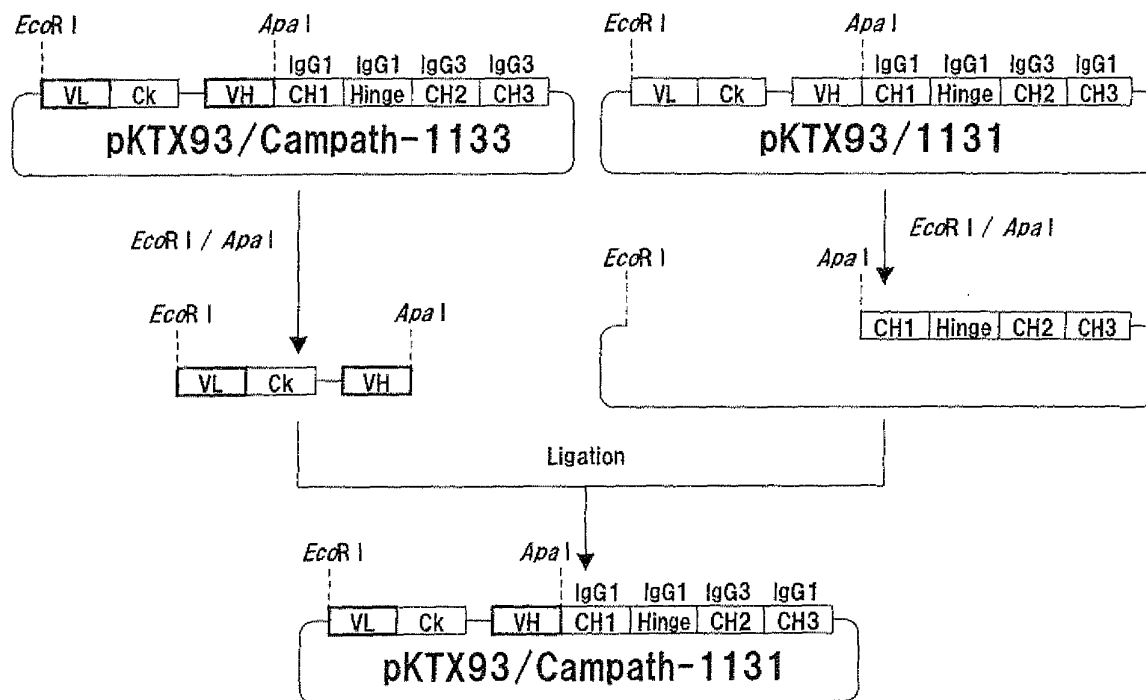 EcoR I
Apa I
EcoR I
Apa I
IgG1 IgG1 IgG3 IgG3
IgG1 IgG1 IgG3 IgG1
VL Ck VH CH1 Hinge CH2 CH3
VL Ck VH CH1 Hinge CH2 CH3
pKTX93/Campath-1133
pKTX93/1131
EcoR I / Apa I
EcoR I / Apa I
EcoR I
Apa I
EcoR I
Apa I
CH1 Hinge CH2 CH3
VL Ck VH
Ligation
EcoR I
Apa I
IgG1 IgG1 IgG3 IgG1
VL Ck VH CH1 Hinge CH2 CH3
pKTX93/Campath-1131